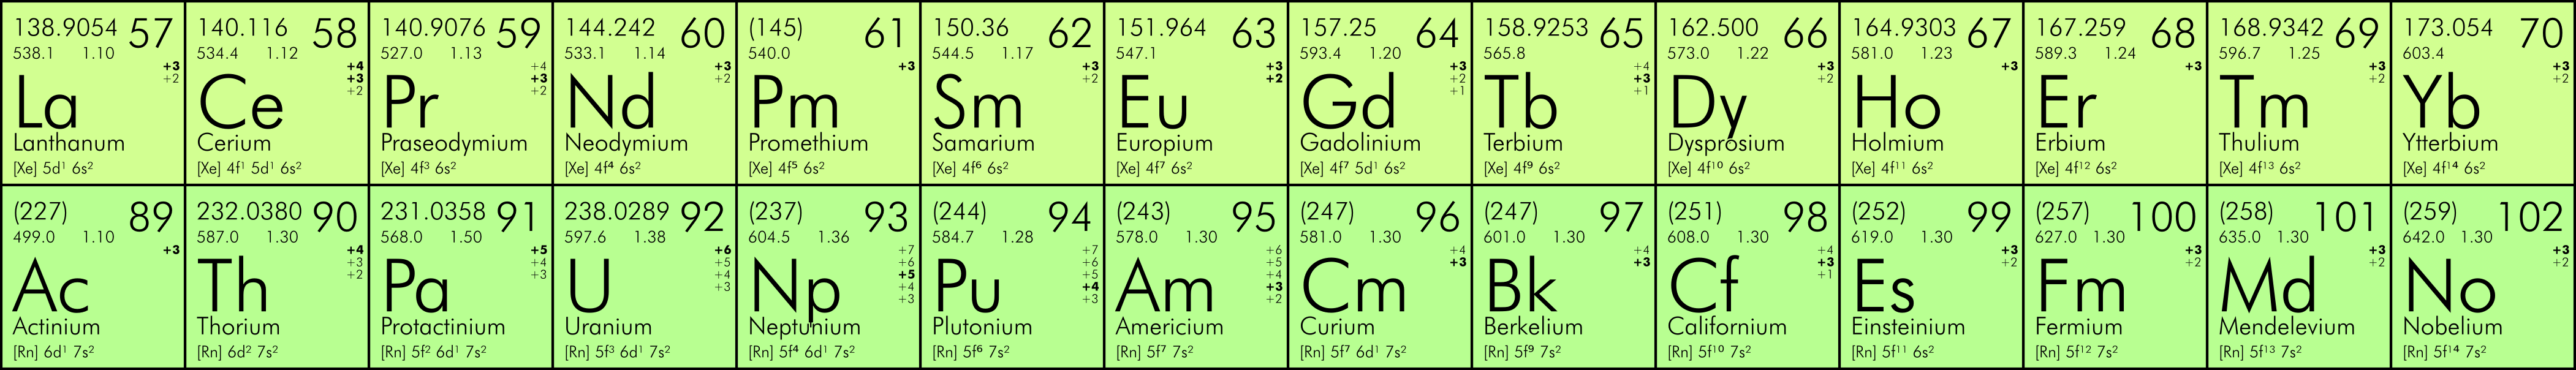 138.9054 57
538.1 1.10
+3
+2
La
Lanthanum
[Xe] 5d¹ 6s²
140.116 58
534.4 1.12
+4
+3
+2
Ce
Cerium
[Xe] 4f¹ 5d¹ 6s²
140.9076 59
527.0 1.13
+4
+3
+2
Pr
Praseodymium
[Xe] 4f³ 6s²
144.242 60
533.1 1.14
+3
+2
Nd
Neodymium
[Xe] 4f⁴ 6s²
(145) 61
540.0
+3
Pm
Promethium
[Xe] 4f⁵ 6s²
150.36 62
544.5 1.17
+3
+2
Sm
Samarium
[Xe] 4f⁶ 6s²
151.964 63
547.1
+3
+2
Eu
Europium
[Xe] 4f⁷ 6s²
157.25 64
593.4 1.20
+3
+2
+1
Gd
Gadolinium
[Xe] 4f⁷ 5d¹ 6s²
158.9253 65
565.8
+4
+3
+1
Tb
Terbium
[Xe] 4f⁹ 6s²
162.500 66
573.0 1.22
+3
+2
Dy
Dysprosium
[Xe] 4f¹⁰ 6s²
164.9303 67
581.0 1.23
+3
Ho
Holmium
[Xe] 4f¹¹ 6s²
167.259 68
589.3 1.24
+3
Er
Erbium
[Xe] 4f¹² 6s²
168.9342 69
596.7 1.25
+3
+2
Tm
Thulium
[Xe] 4f¹³ 6s²
173.054 70
603.4
+3
+2
Yb
Ytterbium
[Xe] 4f¹⁴ 6s²
(227) 89
499.0 1.10
+3
Ac
Actinium
[Rn] 6d¹ 7s²
232.0380 90
587.0 1.30
+4
+3
+2
Th
Thorium
[Rn] 6d² 7s²
231.0358 91
568.0 1.50
+5
+4
+3
Pa
Protactinium
[Rn] 5f² 6d¹ 7s²
238.0289 92
597.6 1.38
+6
+5
+4
+3
U
Uranium
[Rn] 5f³ 6d¹ 7s²
(237) 93
604.5 1.36
+7
+6
+5
+4
+3
Np
Neptunium
[Rn] 5f⁴ 6d¹ 7s²
(244) 94
584.7 1.28
+7
+6
+5
+4
+3
Pu
Plutonium
[Rn] 5f⁶ 7s²
(243) 95
578.0 1.30
+6
+5
+4
+3
+2
Am
Americium
[Rn] 5f⁷ 7s²
(247) 96
581.0 1.30
+4
+3
Cm
Curium
[Rn] 5f⁷ 6d¹ 7s²
(247) 97
601.0 1.30
+4
+3
Bk
Berkelium
[Rn] 5f⁹ 7s²
(251) 98
608.0 1.30
+4
+3
+1
Cf
Californium
[Rn] 5f¹⁰ 7s²
(252) 99
619.0 1.30
+3
+2
Es
Einsteinium
[Rn] 5f¹¹ 6s²
(257) 100
627.0 1.30
+3
+2
Fm
Fermium
[Rn] 5f¹² 7s²
(258) 101
635.0 1.30
+3
+2
Md
Mendelevium
[Rn] 5f¹³ 7s²
(259) 102
642.0 1.30
+3
+2
No
Nobelium
[Rn] 5f¹⁴ 7s²